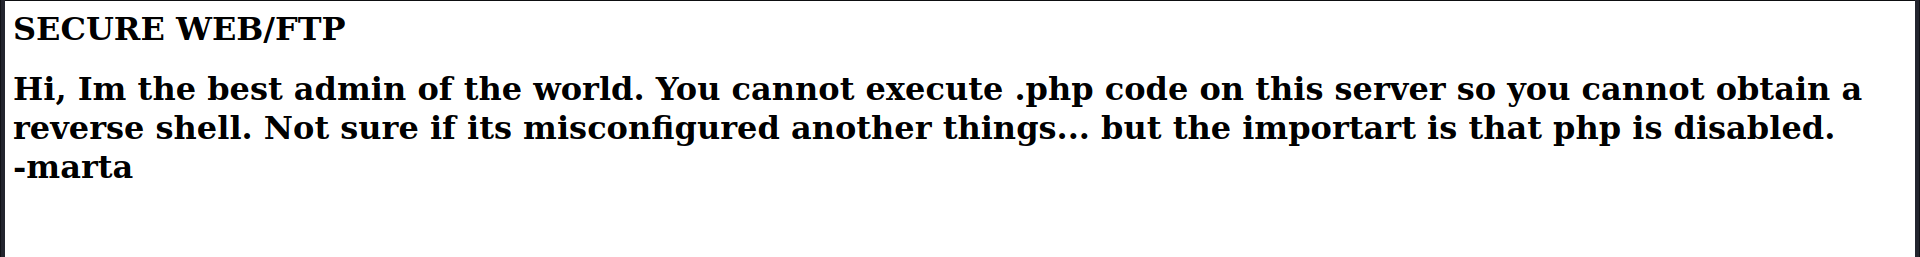 SECURE WEB/FTP
Hi, Im the best admin of the world. You cannot execute .php code on this server so you cannot obtain a
reverse shell. Not sure if its misconfigured another things... but the importart is that php is disabled.
-marta